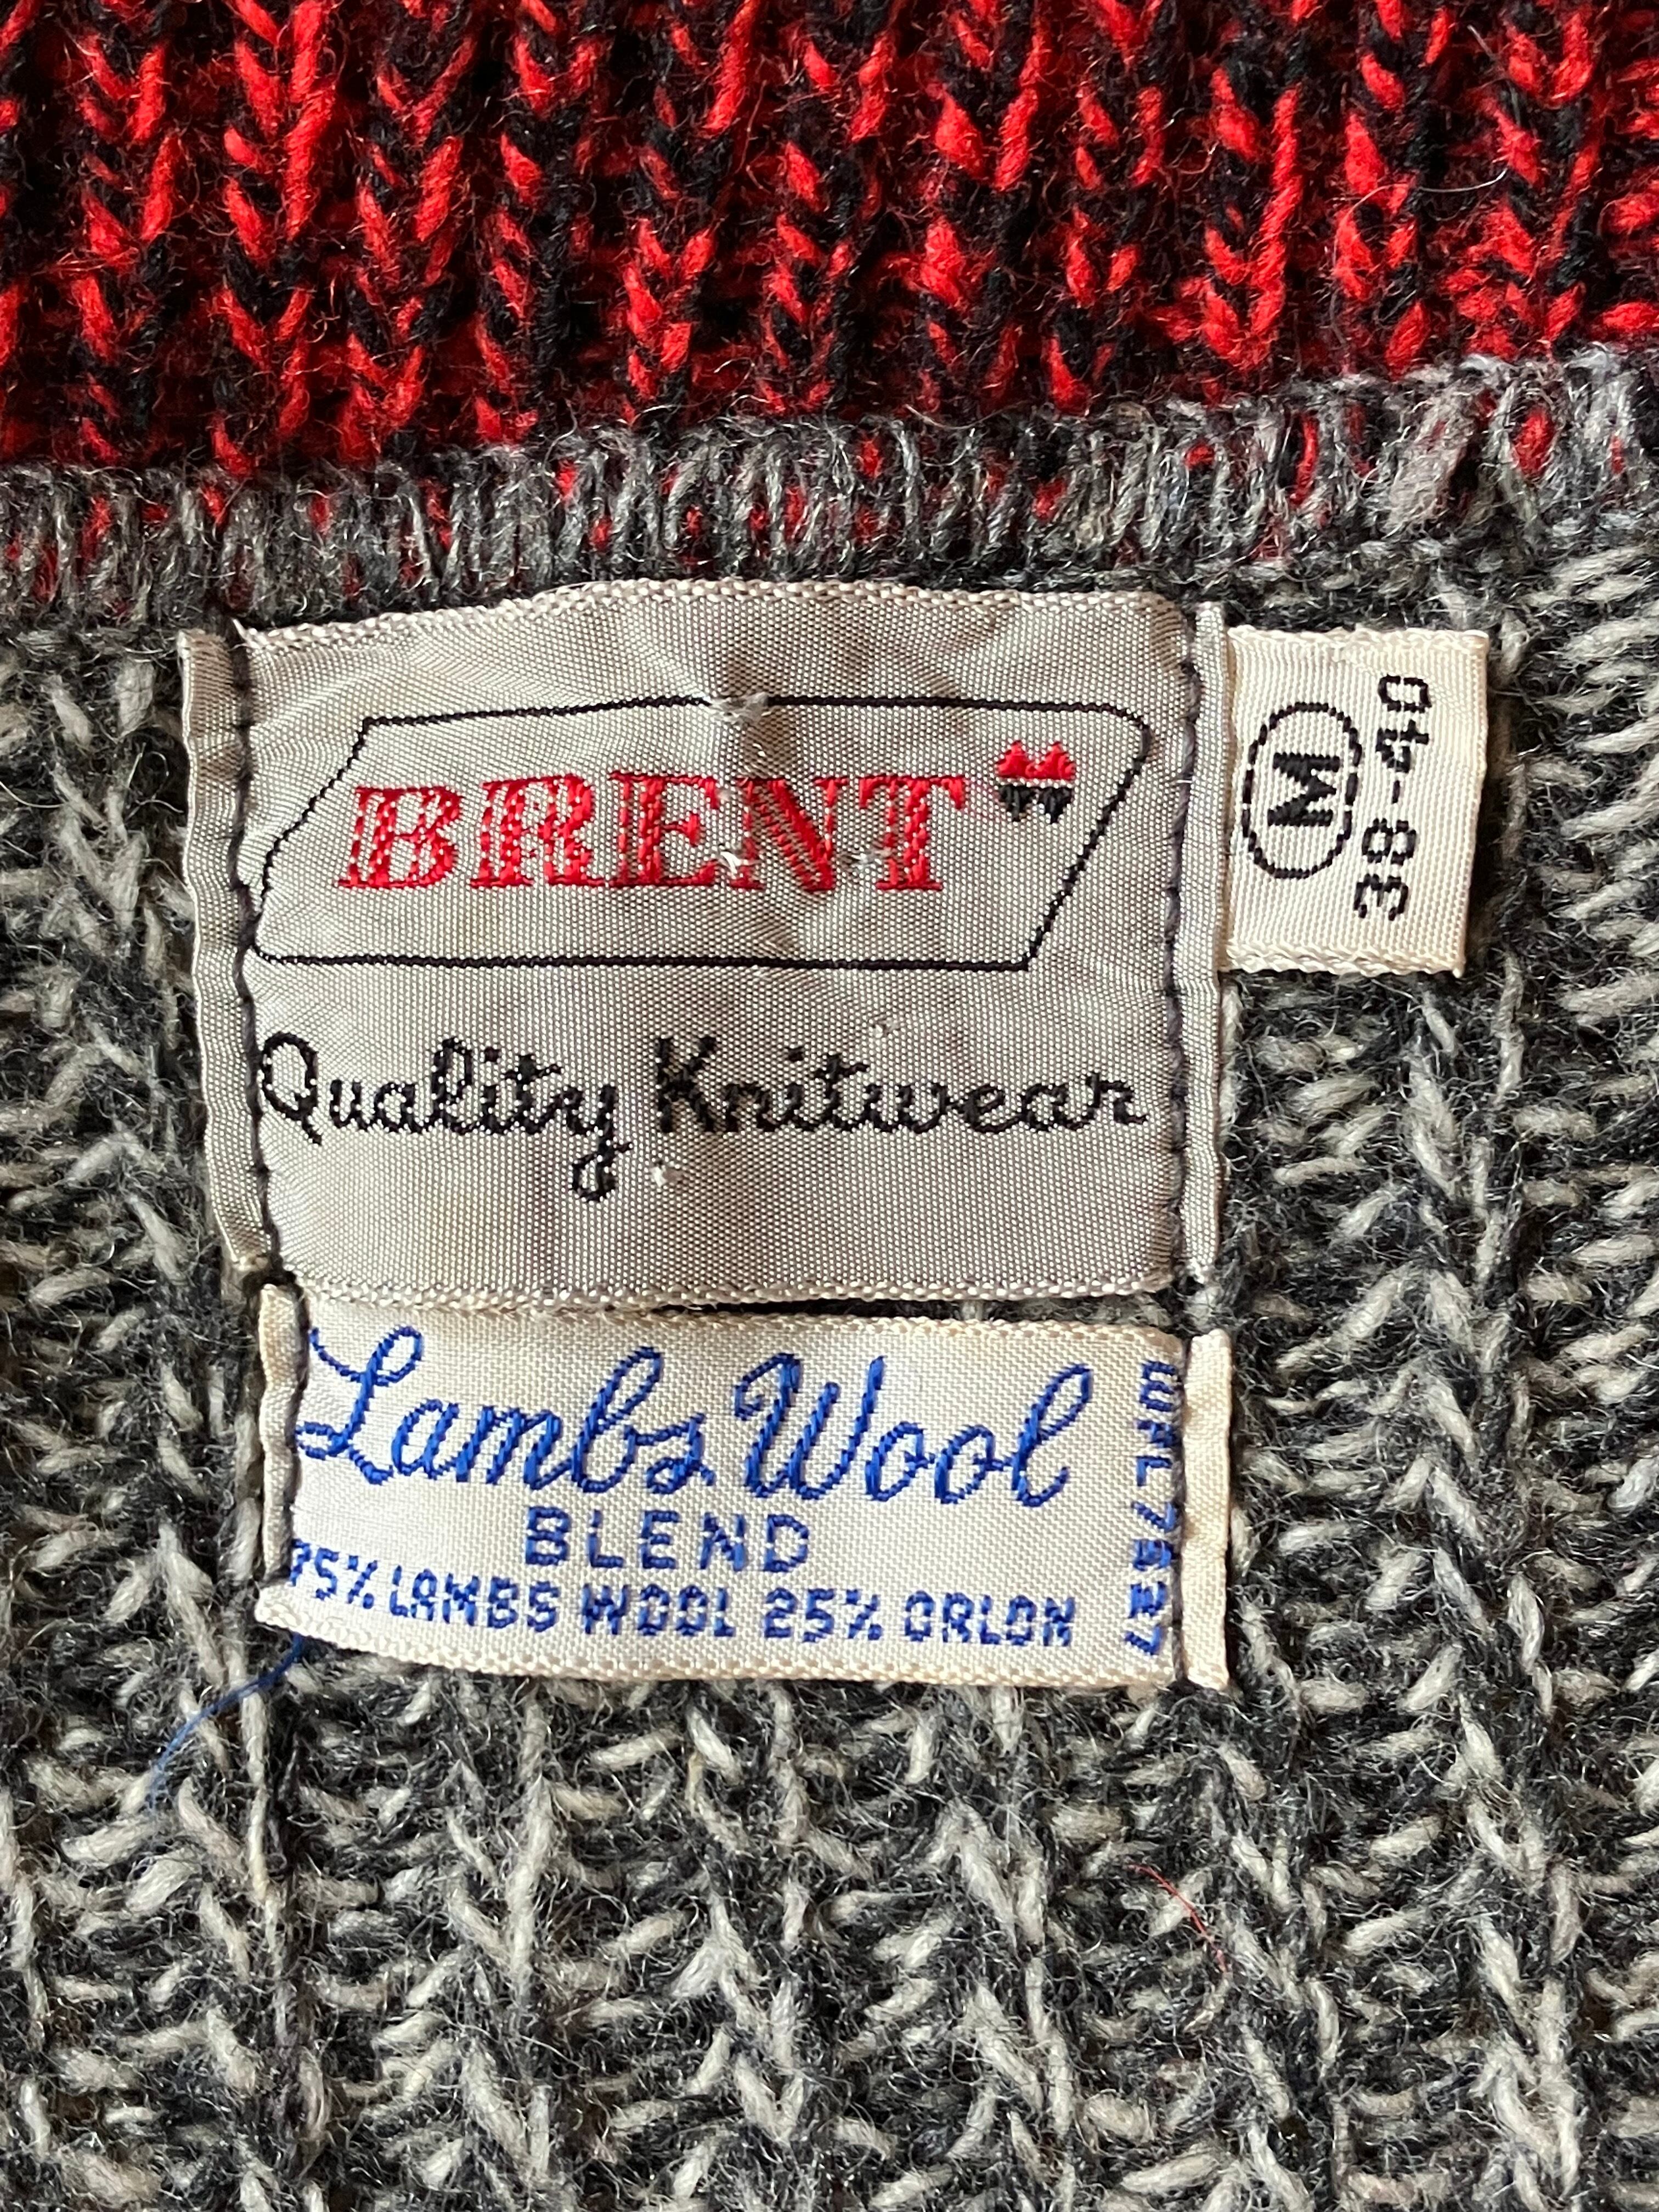 BRENT
Quality Knitwear
M
38-40
Lambs Wool
BLEND
75% LAMBS WOOL 25% ORLON